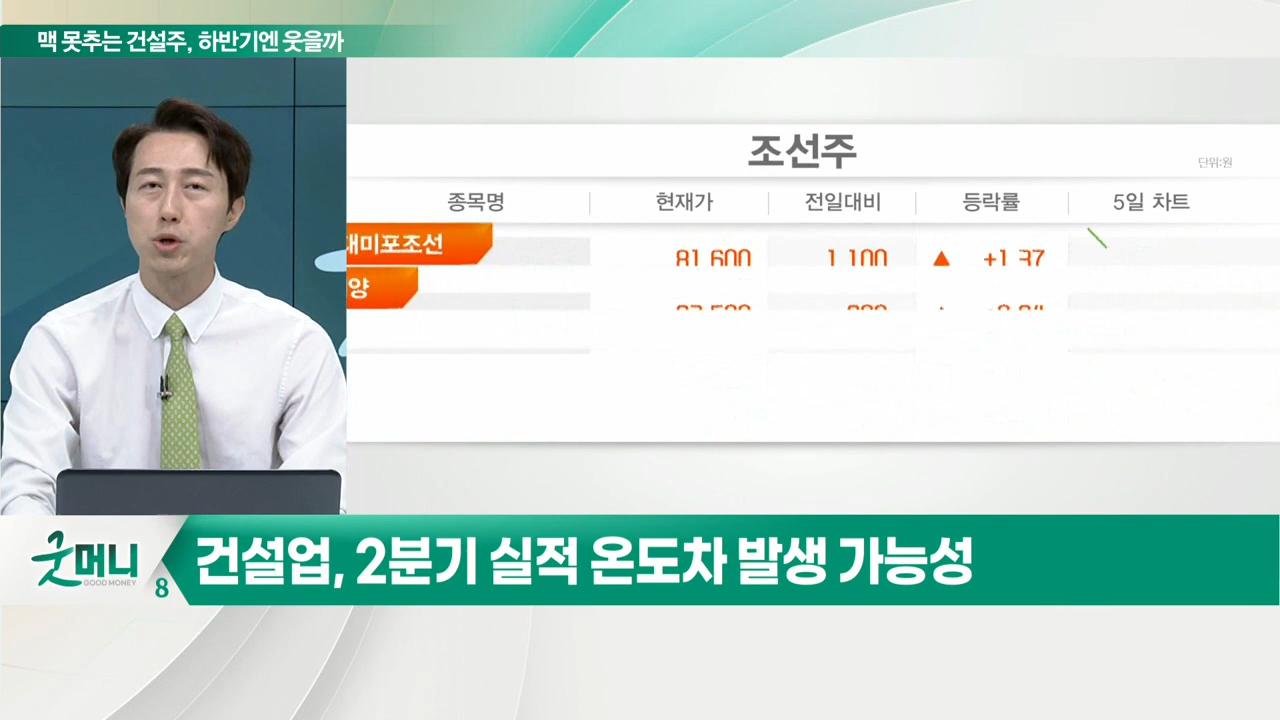 맥 못추는 건설주, 하반기엔 웃을까
조선주
단위:원
종목명 현재가 전일대비 등락률 5일 차트
대미포조선 81,600 1,100 ▲ +1.37
양
굿머니
GOOD MONEY
8
건설업, 2분기 실적 온도차 발생 가능성